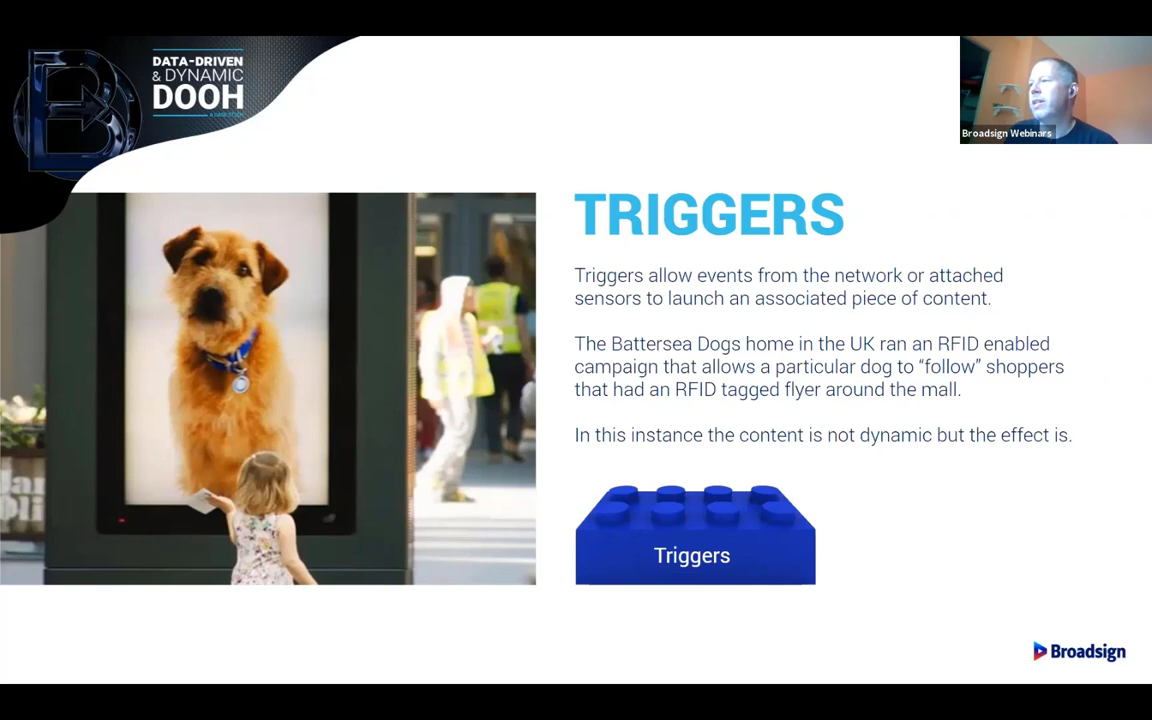 DATA-DRIVEN
& DYNAMIC
DOOH
Broadsign Webinars
TRIGGERS
Triggers allow events from the network or attached
sensors to launch an associated piece of content.
The Battersea Dogs home in the UK ran an RFID enabled
campaign that allows a particular dog to “follow” shoppers
that had an RFID tagged flyer around the mall.
In this instance the content is not dynamic but the effect is.
Triggers
Broadsign